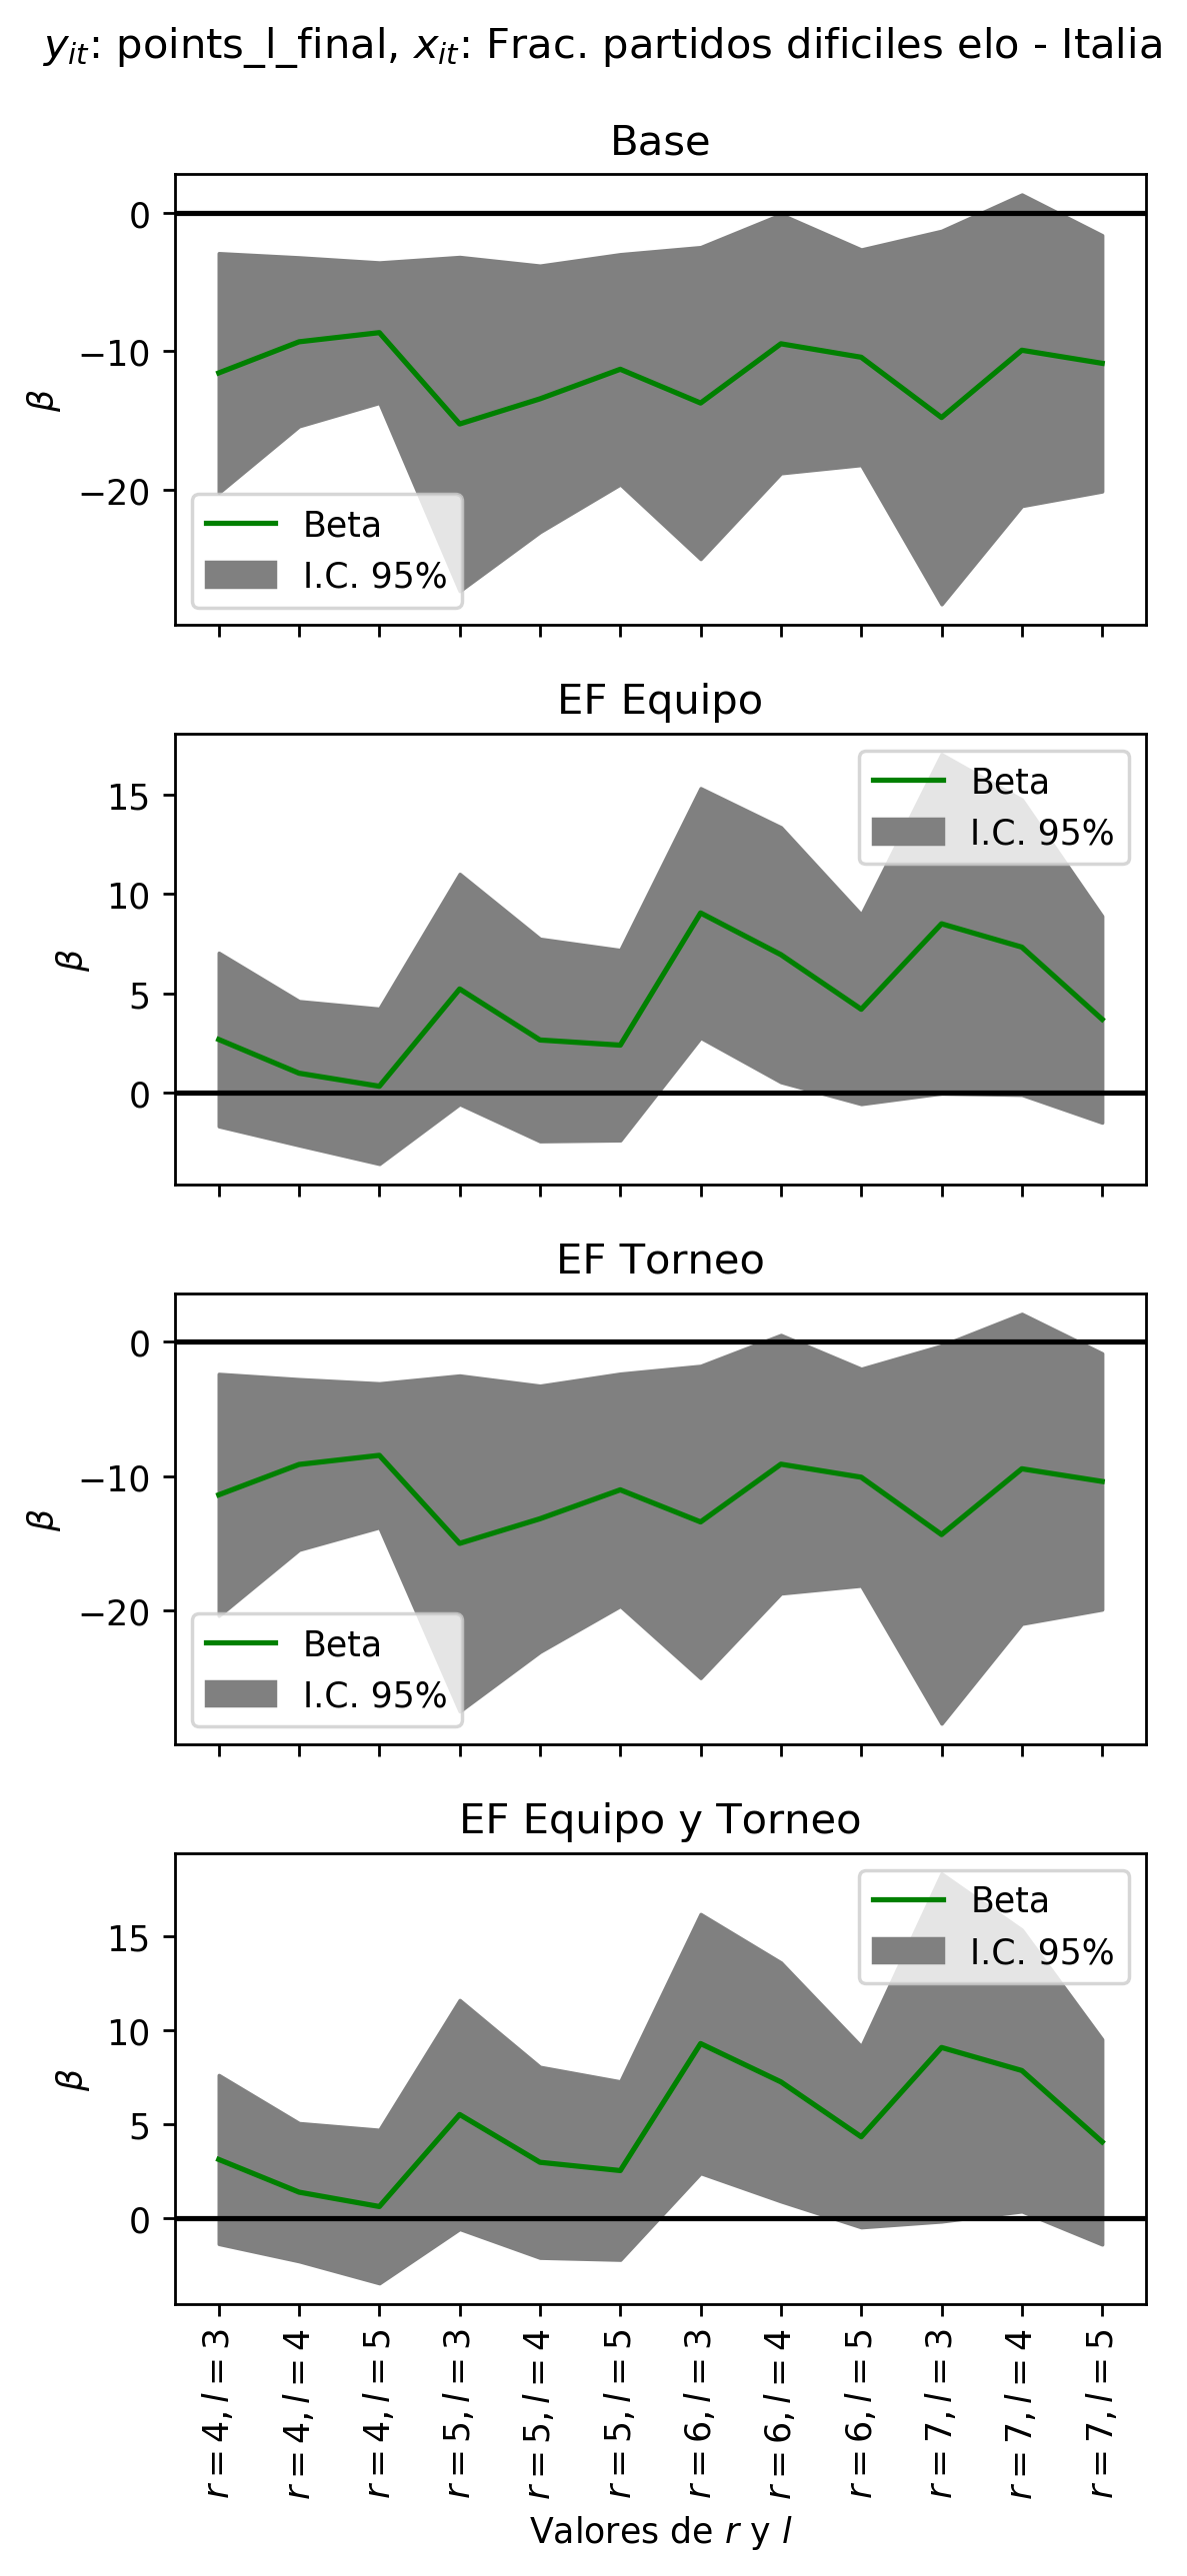 y_it: points_l_final, x_it: Frac. partidos dificiles elo - Italia
Base
0
−10
−20
β
Beta
I.C. 95%
EF Equipo
15
10
5
0
β
Beta
I.C. 95%
EF Torneo
0
−10
−20
β
Beta
I.C. 95%
EF Equipo y Torneo
15
10
5
0
β
Beta
I.C. 95%
r = 4, l = 3
r = 4, l = 4
r = 4, l = 5
r = 5, l = 3
r = 5, l = 4
r = 5, l = 5
r = 6, l = 3
r = 6, l = 4
r = 6, l = 5
r = 7, l = 3
r = 7, l = 4
r = 7, l = 5
Valores de r y l